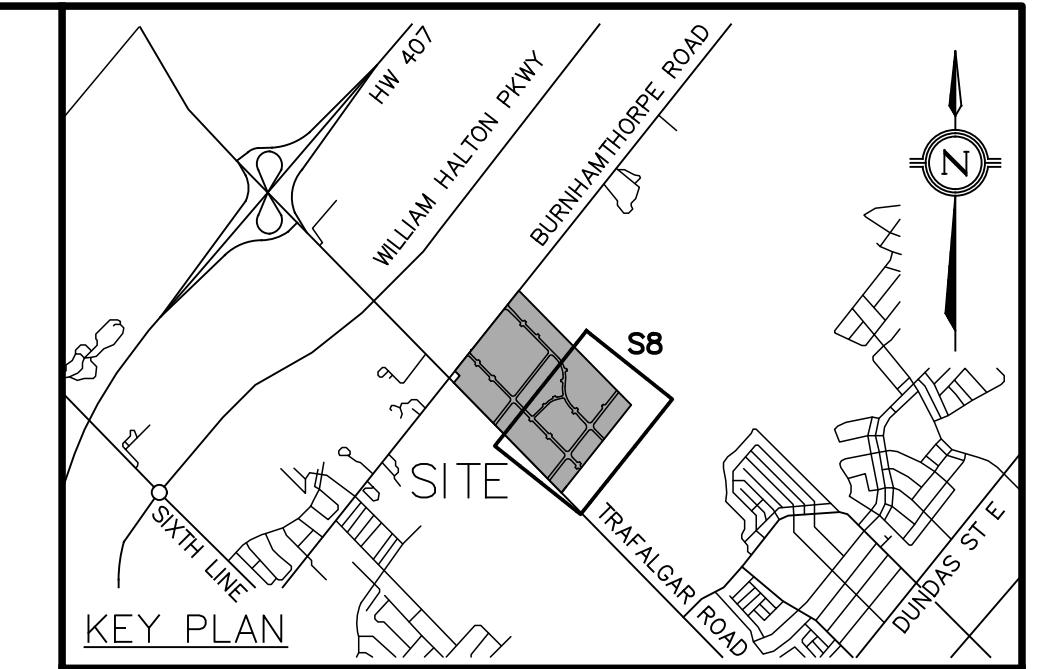 HW 407
WILLIAM HALTON PKWY
BURNHAMTHORPE ROAD
N
S8
SITE
SIXTH LINE
TRAFALGAR ROAD
DUNDAS ST E
KEY PLAN